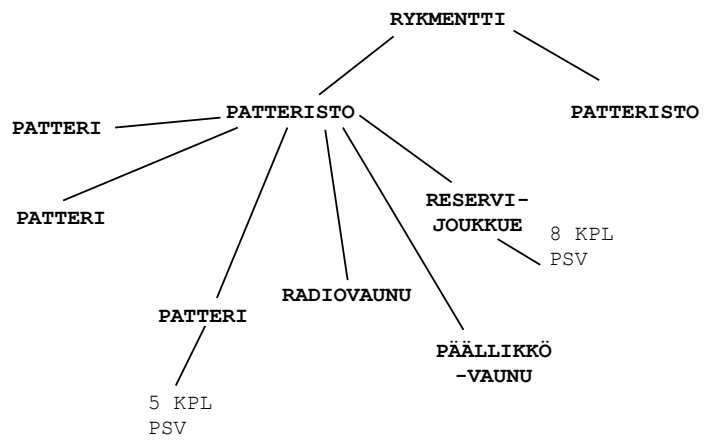 RYKMENTTI
PATTERISTO
PATTERISTO
PATTERI
PATTERI
RESERVI-
JOUKKUE
8 KPL
PSV
RADIOVAUNU
PATTERI
PÄÄLLIKKÖ
-VAUNU
5 KPL
PSV